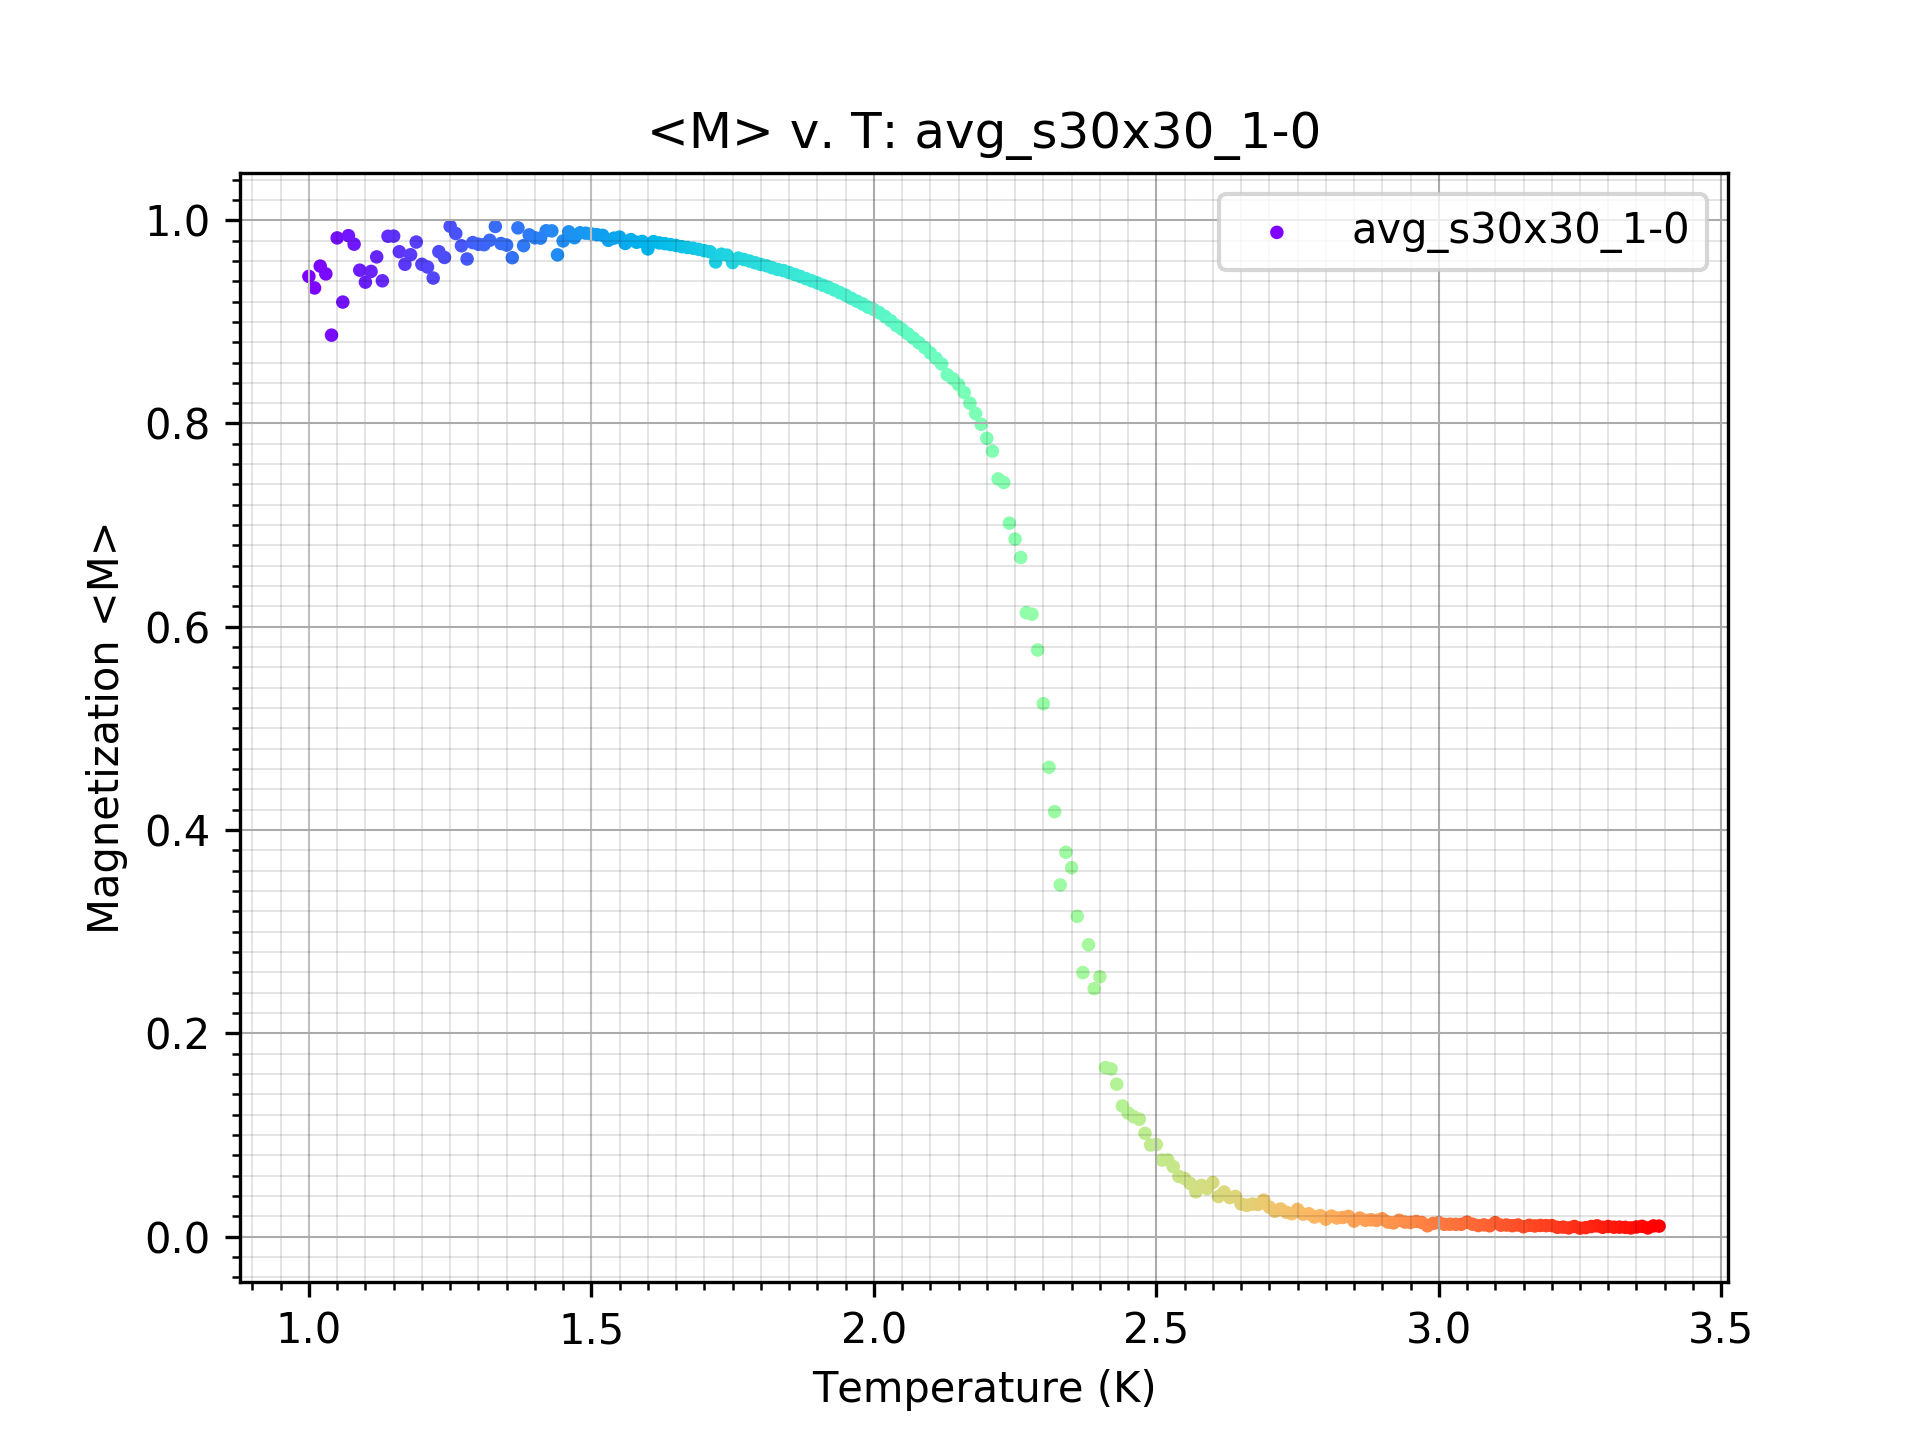 <M> v. T: avg_s30x30_1-0
avg_s30x30_1-0
1.0
0.8
0.6
0.4
0.2
0.0
Magnetization <M>
1.0 1.5 2.0 2.5 3.0 3.5
Temperature (K)